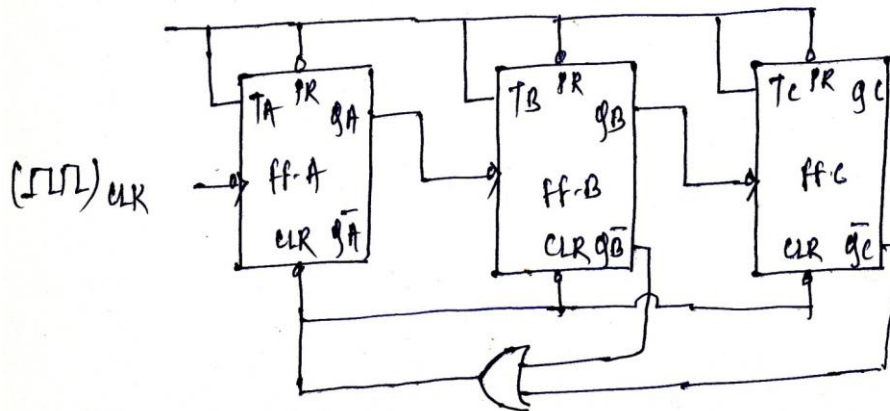 TA PR qA
ff-A
CLR q̄A
TB PR qB
ff-B
CLR q̄B
TC PR qC
ff-C
CLR q̄C
( ) CLK